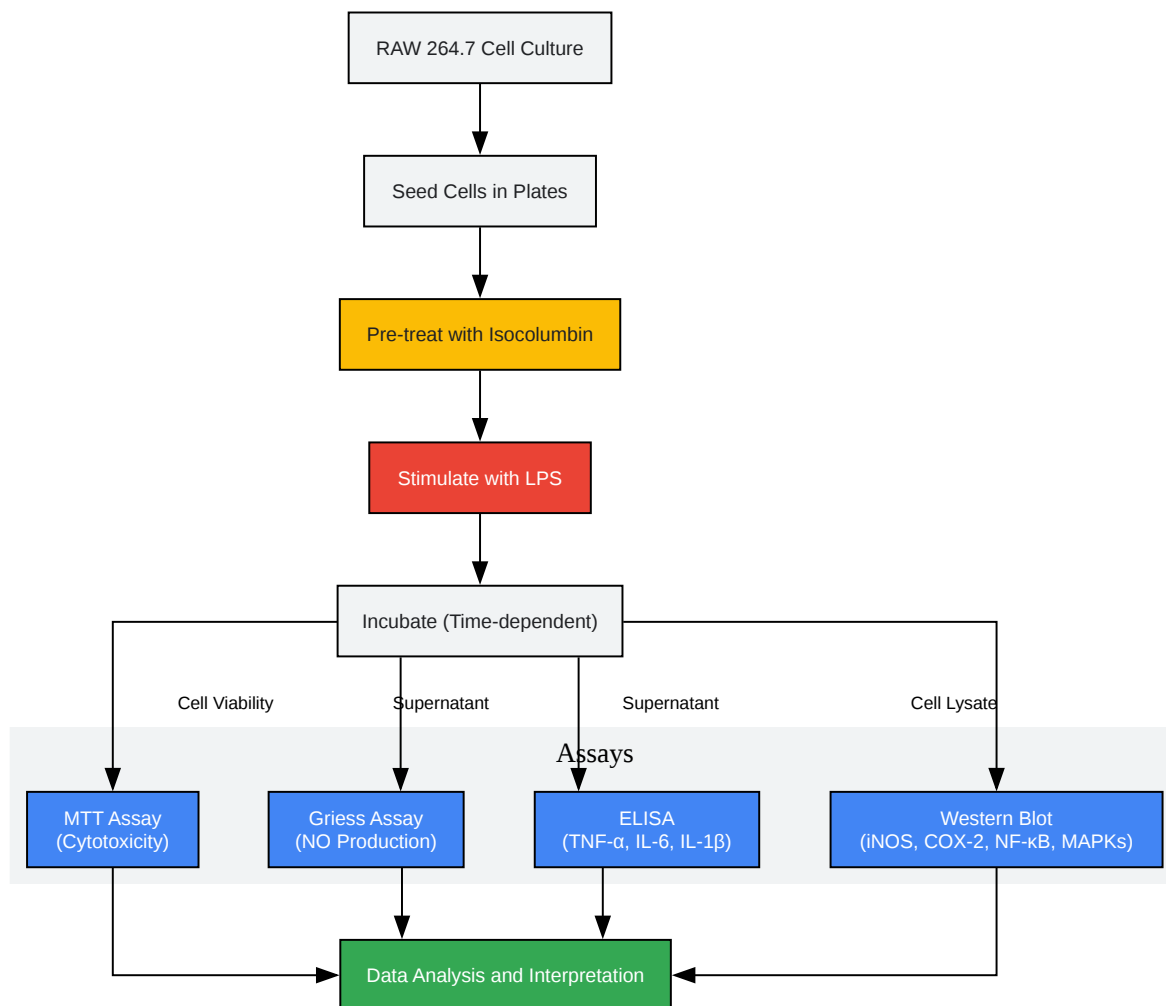 RAW 264.7 Cell Culture
Seed Cells in Plates
Pre-treat with Isocolumbin
Stimulate with LPS
Incubate (Time-dependent)
Cell Viability
Supernatant
Supernatant
Cell Lysate
Assays
MTT Assay
(Cytotoxicity)
Griess Assay
(NO Production)
ELISA
(TNF-α, IL-6, IL-1β)
Western Blot
(iNOS, COX-2, NF-κB, MAPKs)
Data Analysis and Interpretation